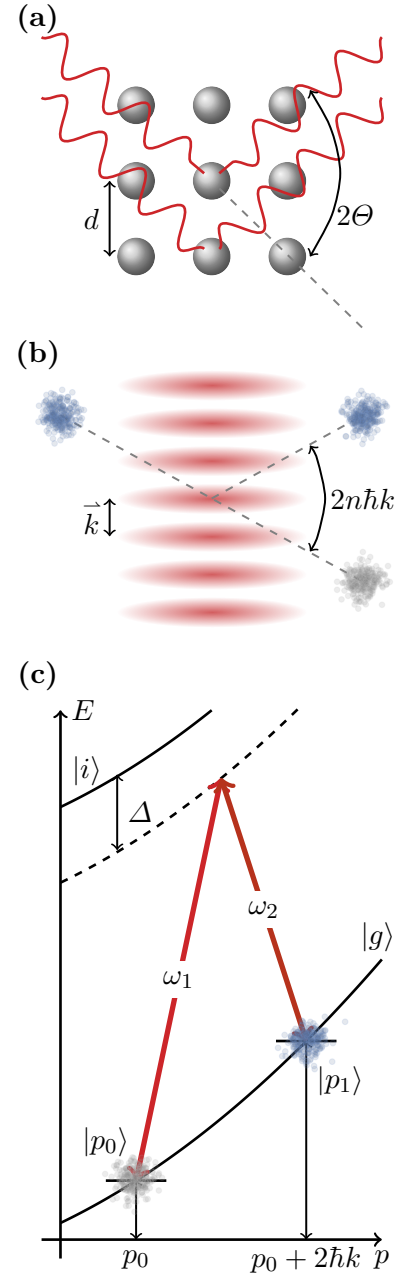 (a)
d
2Θ
(b)
k⃗
2nħk
(c)
E
|i⟩
Δ
ω₂
|g⟩
ω₁
|p₁⟩
|p₀⟩
p₀
p₀ + 2ħk
p